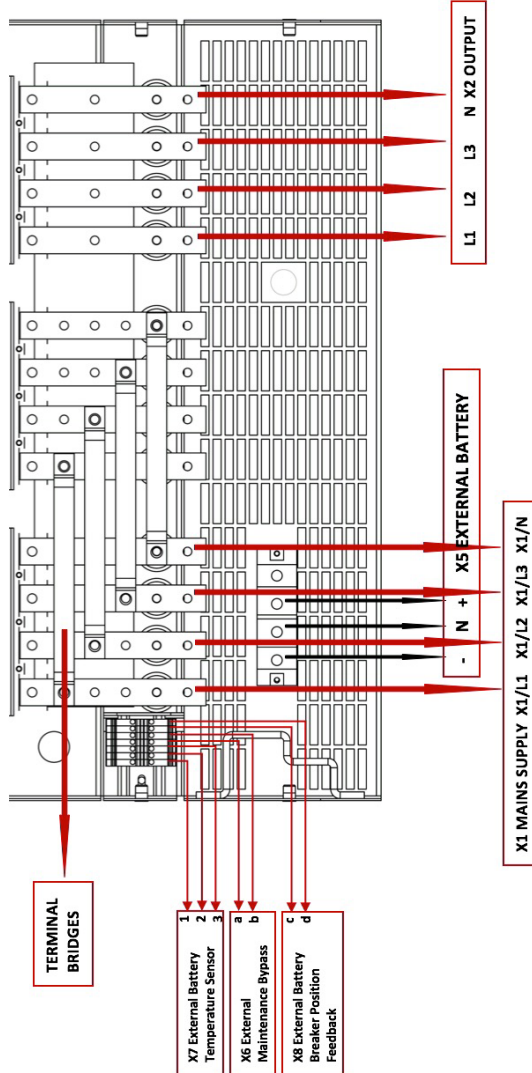 TERMINAL
BRIDGES
X7 External Battery
Temperature Sensor
1
2
3
X6 External
Maintenance Bypass
a
b
X8 External Battery
Breaker Position
Feedback
c
d
X1 MAINS SUPPLY X1/L1 X1/L2 X1/L3 X1/N
- N + X5 EXTERNAL BATTERY
L1 L2 L3 N X2 OUTPUT